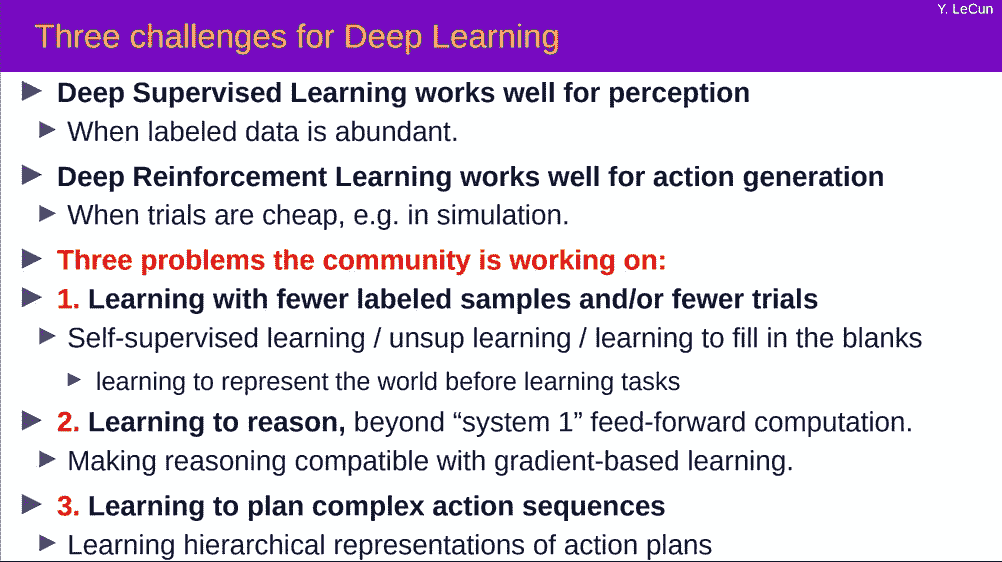 Y. LeCun
Three challenges for Deep Learning
Deep Supervised Learning works well for perception
When labeled data is abundant.
Deep Reinforcement Learning works well for action generation
When trials are cheap, e.g. in simulation.
Three problems the community is working on:
1. Learning with fewer labeled samples and/or fewer trials
Self-supervised learning / unsup learning / learning to fill in the blanks
learning to represent the world before learning tasks
2. Learning to reason, beyond “system 1” feed-forward computation.
Making reasoning compatible with gradient-based learning.
3. Learning to plan complex action sequences
Learning hierarchical representations of action plans